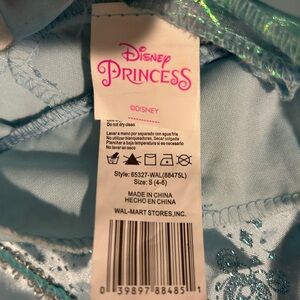 Disney
PRINCESS
©DISNEY
Do not dry clean
Lavar a mano por separado con agua fria
No utilizar blanqueadores, Secar colgado
Planchar a baja temperatura si es necesario
No lavar en seco
Style: 65327-WAL(88475L)
Size: S (4-6)
MADE IN CHINA
HECHO EN CHINA
WAL-MART STORES,INC.
0 39897 88485 1